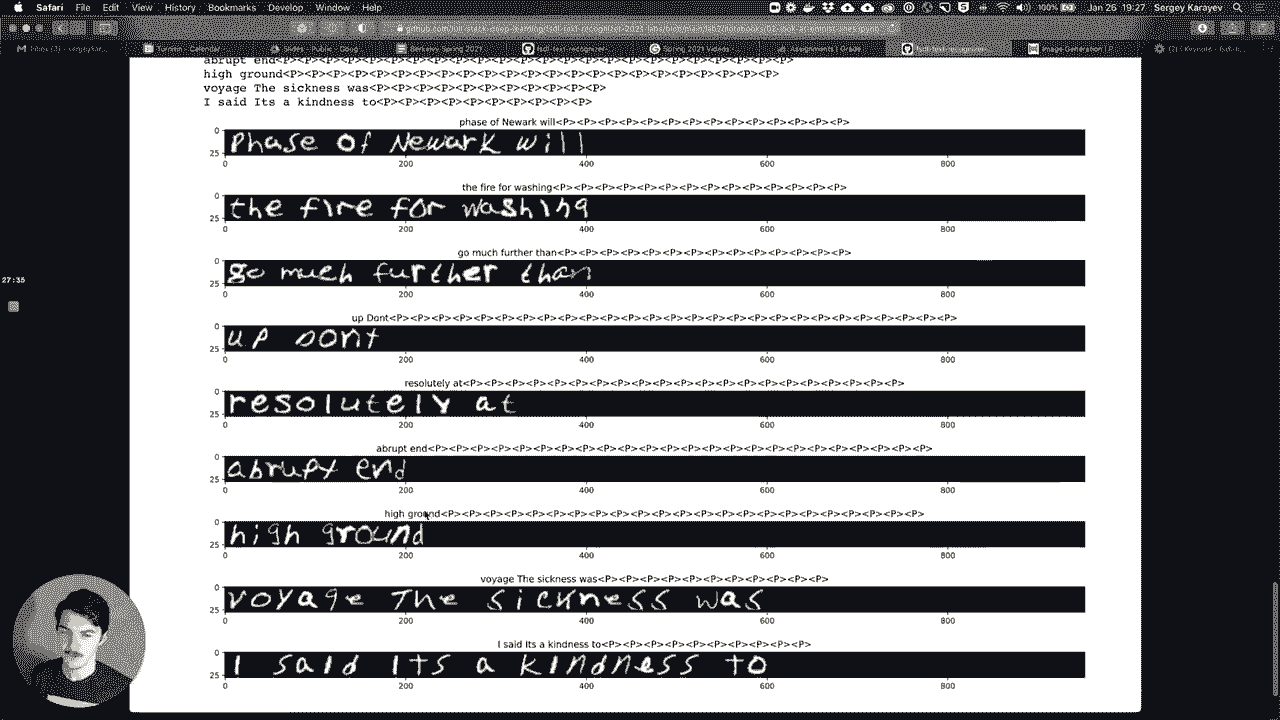 Safari File Edit View History Bookmarks Develop Window Help 100% Jan 26 19:27 Sergey Karayev
Turnitin - Calendar Slides - Public - Goog Berkeley Spring 2021 fsdl-text-recognizer- Spring 2021 Videos Assignments | Grade fsdl-text-recognizer- Image Generation | P
abrupt end<P><P><P><P><P><P><P><P><P><P><P><P><P><P><P><P><P><P><P><P><P><P><P><P>
high ground<P><P><P><P><P><P><P><P><P><P><P><P><P><P><P><P><P><P><P><P><P><P><P>
voyage The sickness was<P><P><P><P><P><P><P><P><P><P><P>
I said Its a kindness to<P><P><P><P><P><P><P><P><P><P>
phase of Newark will<P><P><P><P><P><P><P><P><P><P><P><P><P><P>
0
Phase of Newark will
25
0 200 400 600 800
the fire for washing<P><P><P><P><P><P><P><P><P><P><P><P><P><P>
0
the fire for washing
25
0 200 400 600 800
go much further than<P><P><P><P><P><P><P><P><P><P><P><P><P><P>
0
go much further than
25
0 200 400 600 800
27:35
up Dont<P><P><P><P><P><P><P><P><P><P><P><P><P><P><P><P><P><P><P><P><P><P><P><P><P><P><P>
0
up Dont
25
0 200 400 600 800
resolutely at<P><P><P><P><P><P><P><P><P><P><P><P><P><P><P><P><P><P><P><P><P>
0
resolutely at
25
0 200 400 600 800
abrupt end<P><P><P><P><P><P><P><P><P><P><P><P><P><P><P><P><P><P><P><P><P><P><P><P>
0
abrupt end
25
0 200 400 600 800
high ground<P><P><P><P><P><P><P><P><P><P><P><P><P><P><P><P><P><P><P><P><P><P><P>
0
high ground
25
0 200 400 600 800
voyage The sickness was<P><P><P><P><P><P><P><P><P><P><P>
0
voyage The sickness was
25
0 200 400 600 800
I said Its a kindness to<P><P><P><P><P><P><P><P><P><P>
0
I said Its a kindness to
25
0 200 400 600 800